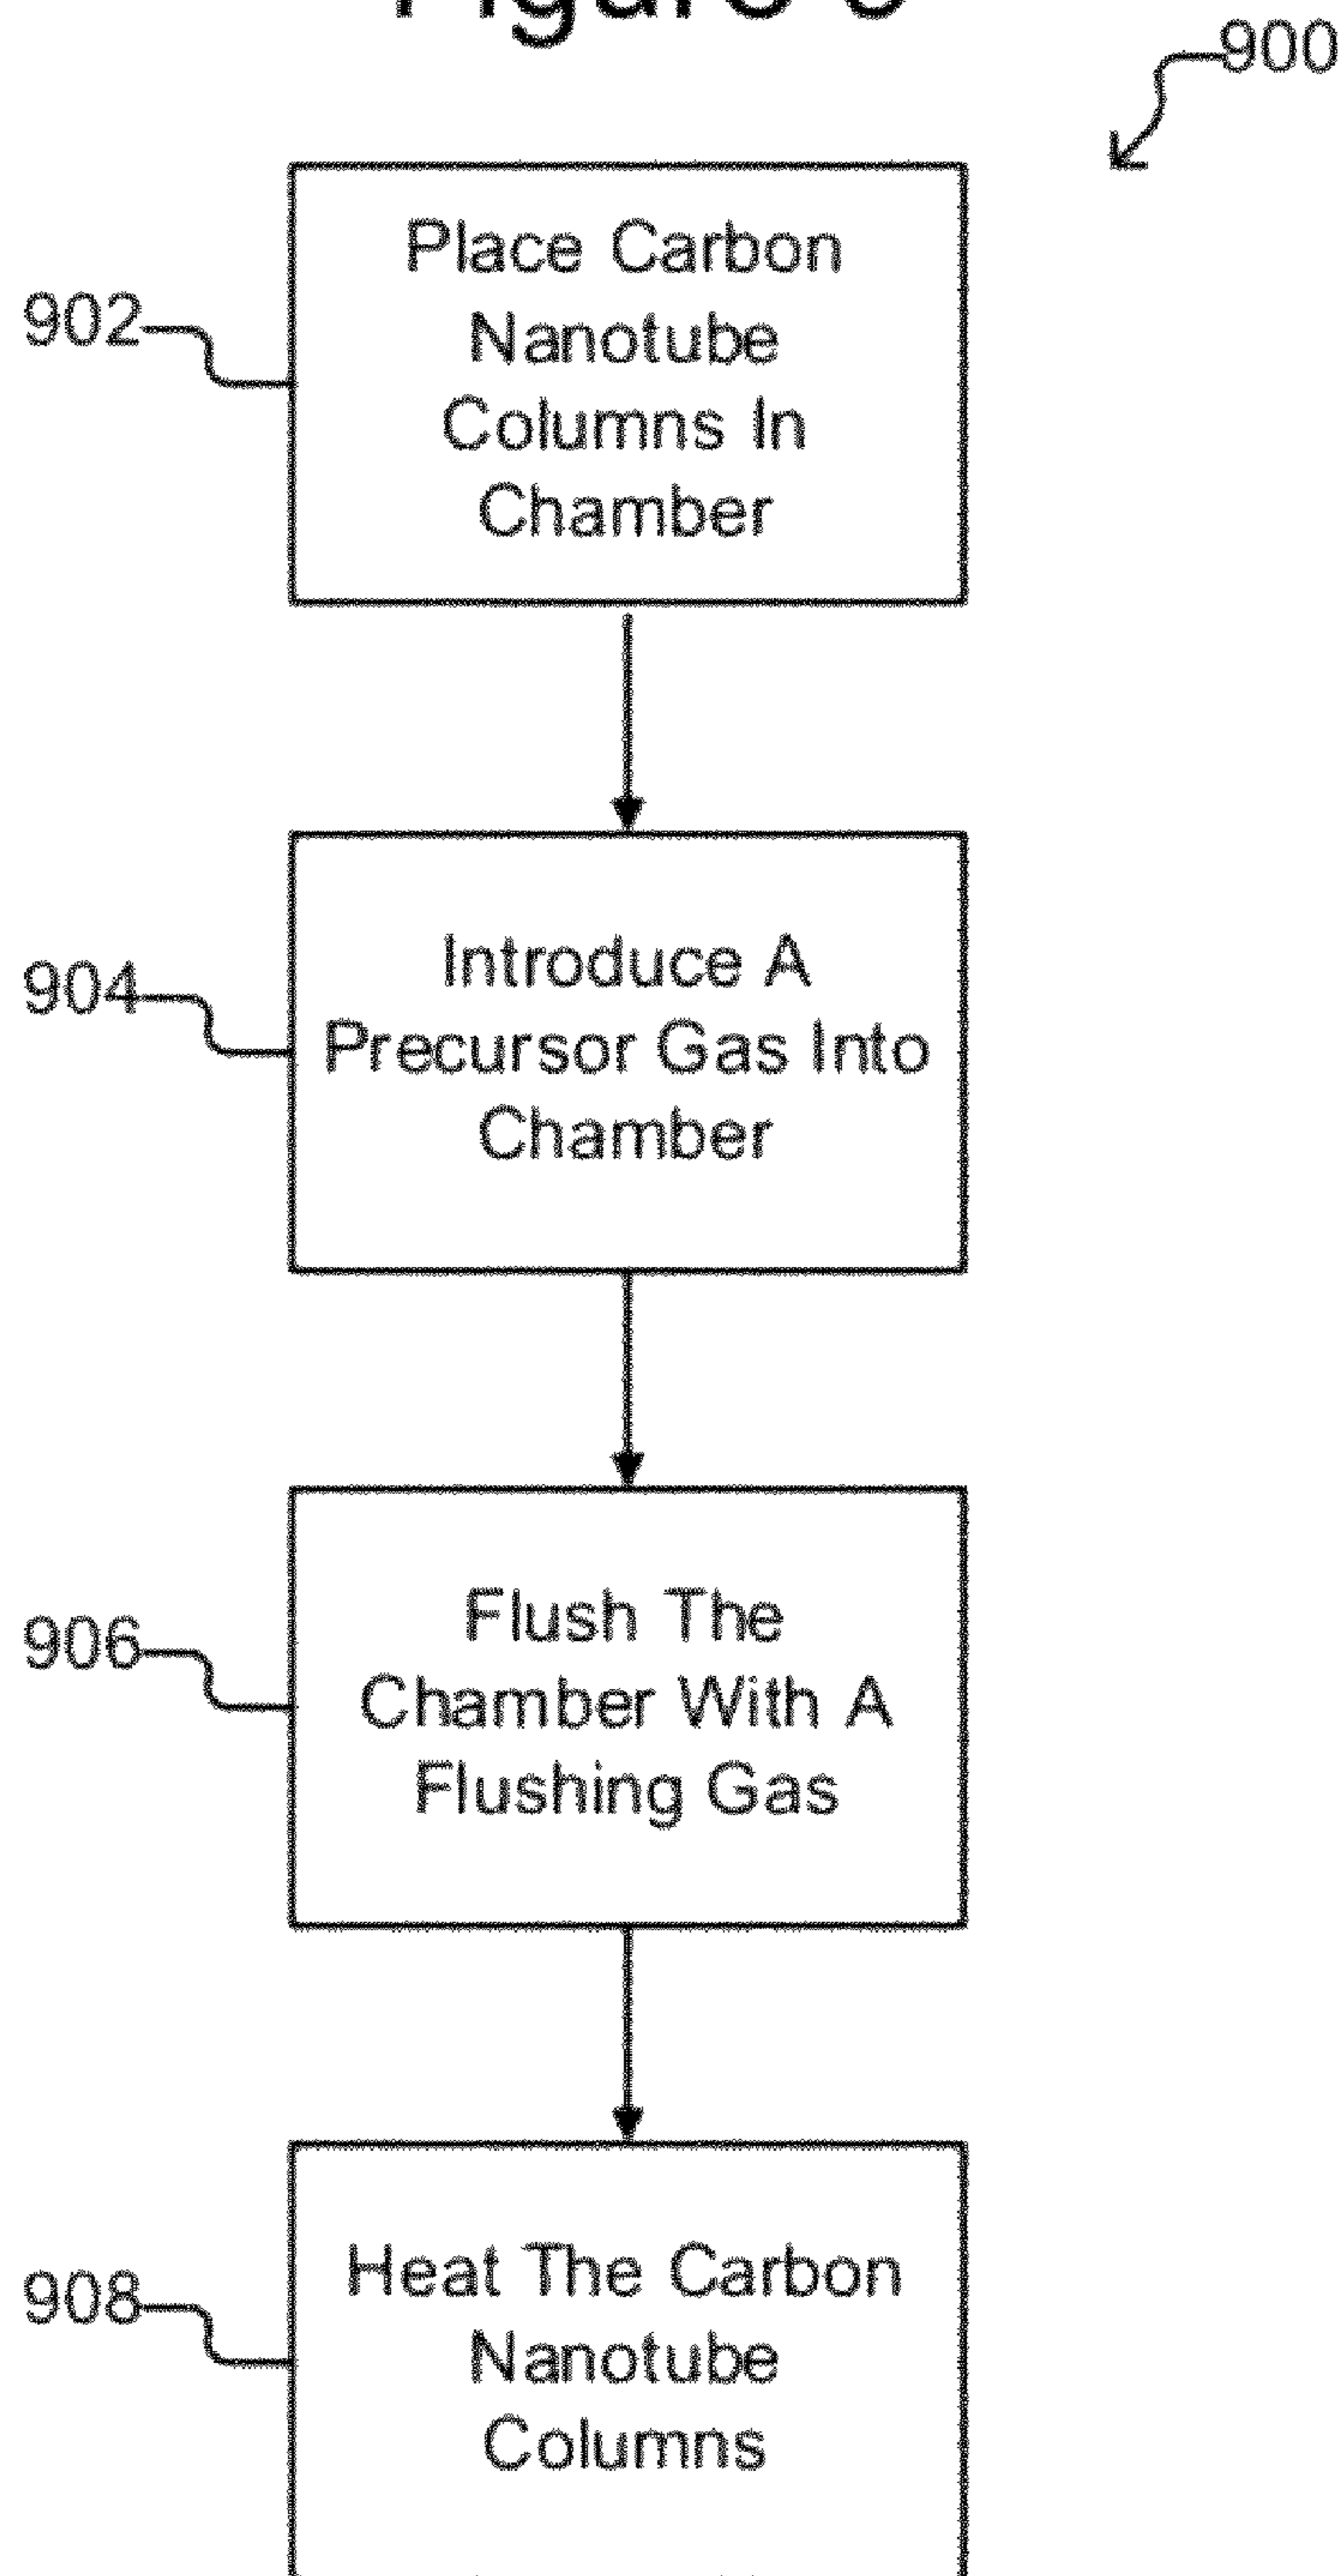 900
Place Carbon
Nanotube
Columns In
Chamber
902
Introduce A
Precursor Gas Into
Chamber
904
Flush The
Chamber With A
Flushing Gas
906
Heat The Carbon
Nanotube
Columns
908